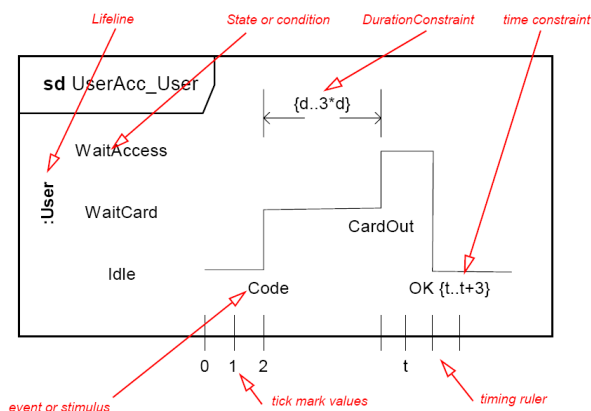 Lifeline
State or condition
DurationConstraint
time constraint
sd UserAcc_User
{d..3*d}
WaitAccess
:User
WaitCard
CardOut
Idle
Code
OK {t..t+3}
0 1 2 t
event or stimulus
tick mark values
timing ruler